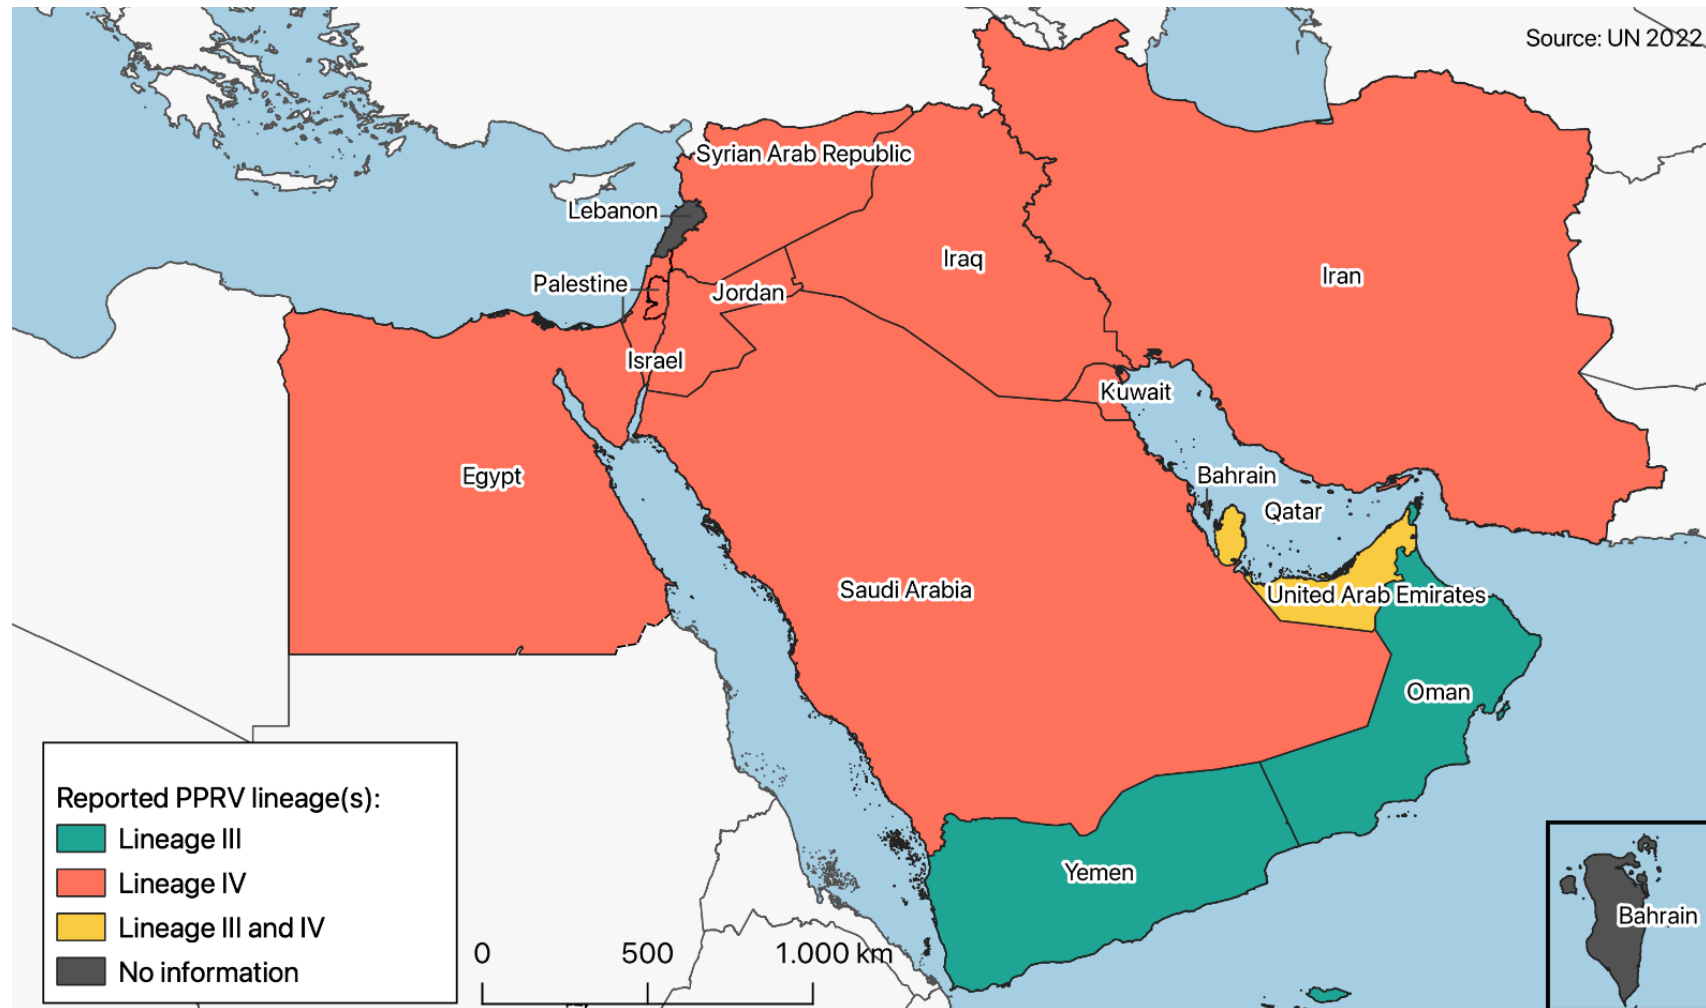 Source: UN 2022
Syrian Arab Republic
Lebanon
Iraq
Iran
Palestine
Jordan
Israel
Kuwait
Egypt
Bahrain
Qatar
Saudi Arabia
United Arab Emirates
Oman
Yemen
Reported PPRV lineage(s):
Lineage III
Lineage IV
Lineage III and IV
No information
0 500 1.000 km
Bahrain